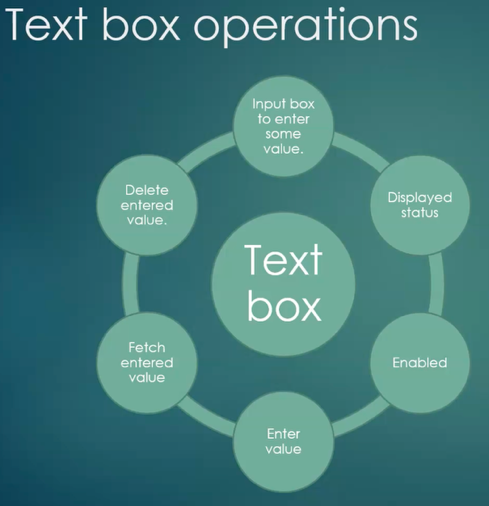 Text box operations
Input box
to enter
some
value.
Displayed
status
Enabled
Enter
value
Fetch
entered
value
Delete
entered
value.
Text
box